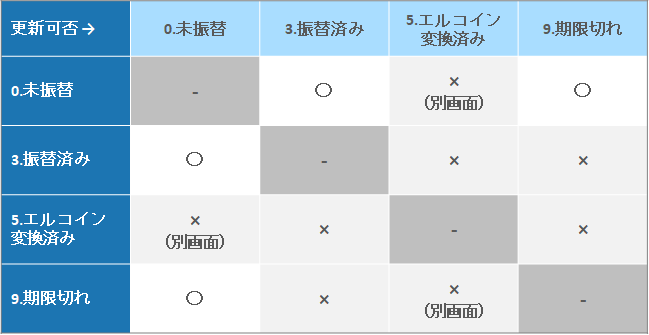 更新可否→ 0.未振替 3.振替済み 5.エルコイン 9.期限切れ
変換済み
0.未振替 - ○ × ○
(別画面)
3.振替済み ○ - × ×
5.エルコイン × × - ×
変換済み (別画面)
9.期限切れ ○ × × -
(別画面)